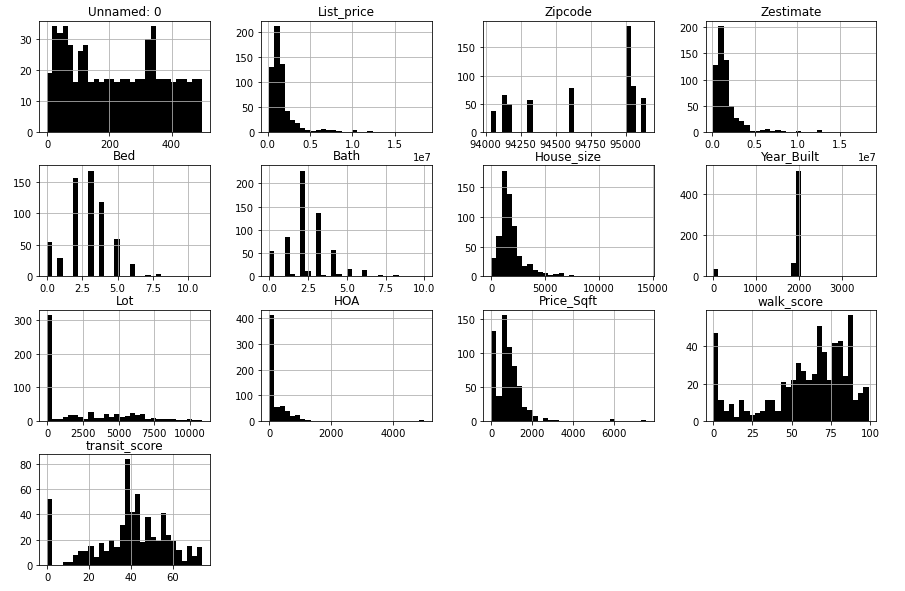 Unnamed: 0 List_price Zipcode Zestimate
30 20 10 0
200 150 100 50 0
150 100 50 0
200 150 100 50 0
0 200 400
0.0 0.5 1.0 1.5
94000 94250 94500 94750 95000
0.0 0.5 1.0 1.5
1e7 1e7
Bed Bath House_size Year_Built
150 100 50 0
200 150 100 50 0
150 100 50 0
400 200 0
0.0 2.5 5.0 7.5 10.0
0.0 2.5 5.0 7.5 10.0
0 5000 10000 15000
0 1000 2000 3000
Lot HOA Price_Sqft walk_score
300 200 100 0
400 300 200 100 0
150 100 50 0
40 20 0
0 2500 5000 7500 10000
0 2000 4000
0 2000 4000 6000
0 25 50 75 100
transit_score
80 60 40 20 0
0 20 40 60